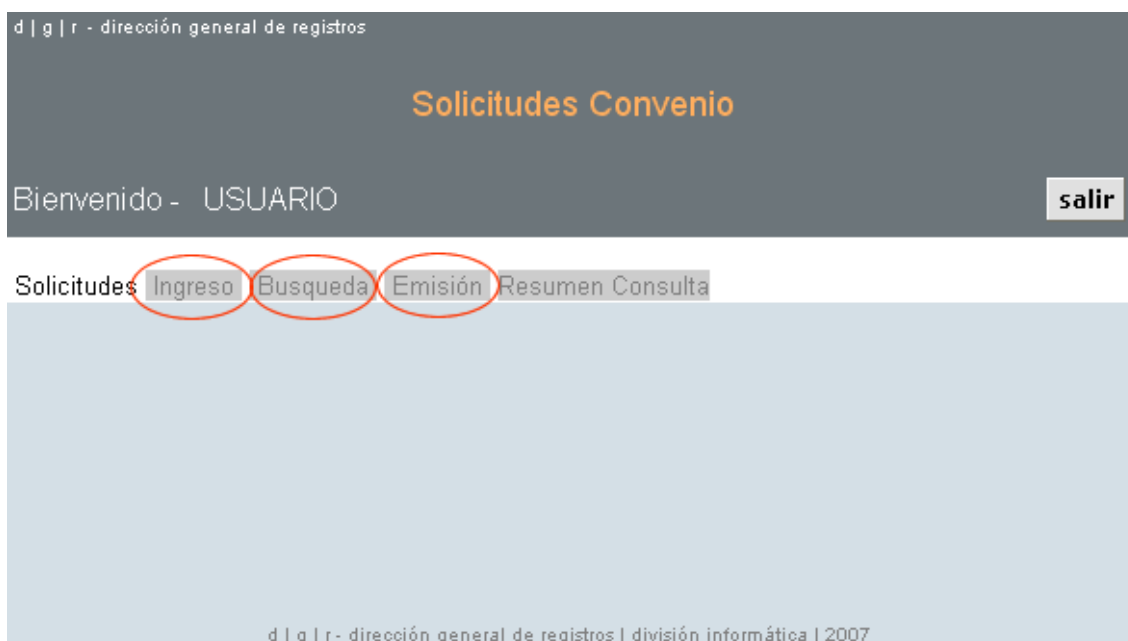 d | g | r - dirección general de registros
Solicitudes Convenio
Bienvenido - USUARIO
salir
Solicitudes Ingreso Busqueda Emisión Resumen Consulta
d | g | r - dirección general de registros | división informática | 2007